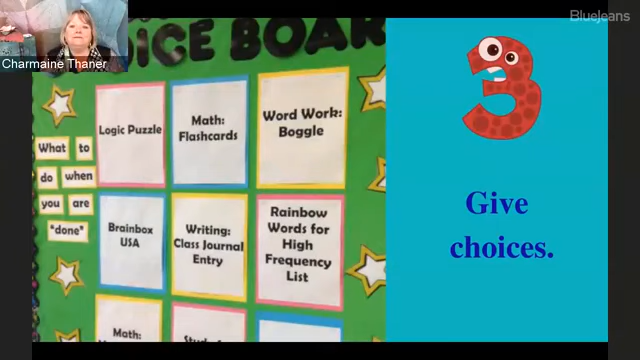 BlueJeans
Charmaine Thaner
OICE BOAR
What to
do when
you are
"done"
Logic Puzzle
Math:
Flashcards
Word Work:
Boggle
Brainbox
USA
Writing:
Class Journal
Entry
Rainbow
Words for
High
Frequency
List
Math:
3
Give
choices.